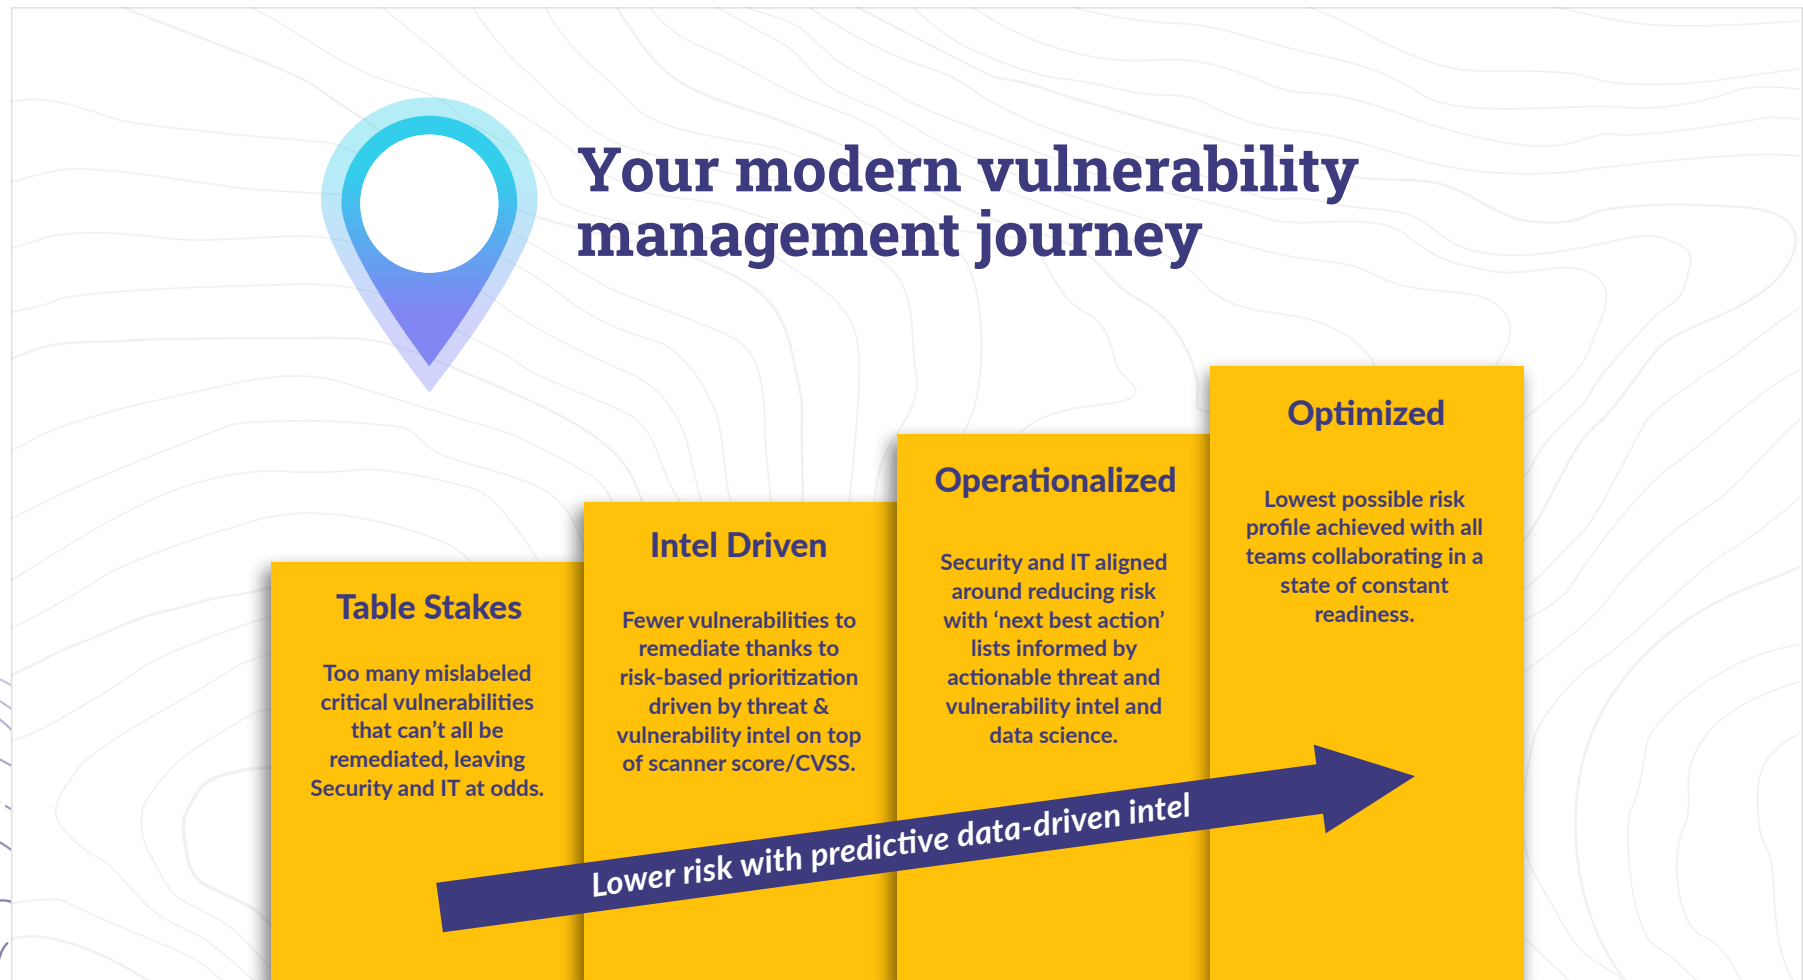 Your modern vulnerability
management journey
Table Stakes
Too many mislabeled
critical vulnerabilities
that can’t all be
remediated, leaving
Security and IT at odds.
Intel Driven
Fewer vulnerabilities to
remediate thanks to
risk-based prioritization
driven by threat &
vulnerability intel on top
of scanner score/CVSS.
Operationalized
Security and IT aligned
around reducing risk
with ‘next best action’
lists informed by
actionable threat and
vulnerability intel and
data science.
Optimized
Lowest possible risk
profile achieved with all
teams collaborating in a
state of constant
readiness.
Lower risk with predictive data-driven intel